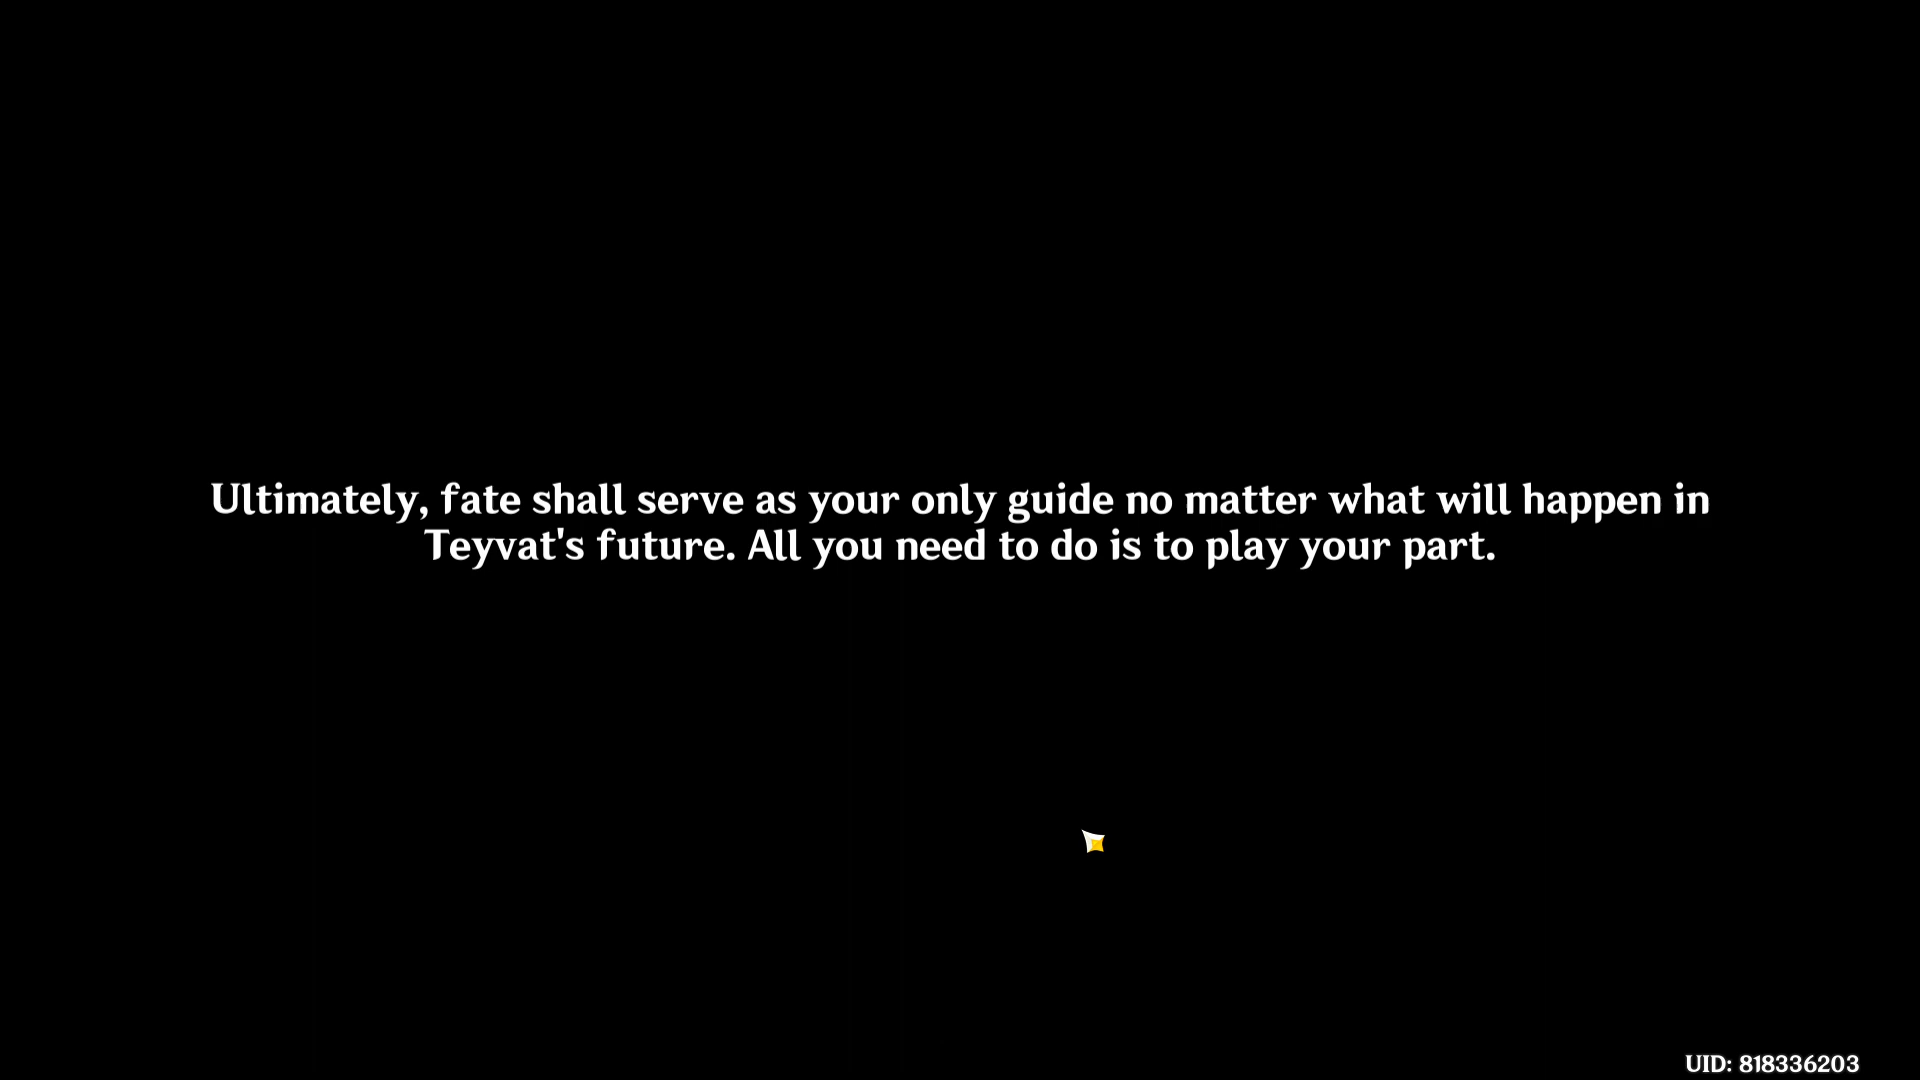 Ultimately, fate shall serve as your only guide no matter what will happen in
Teyvat's future. All you need to do is to play your part.
UID: 818336203